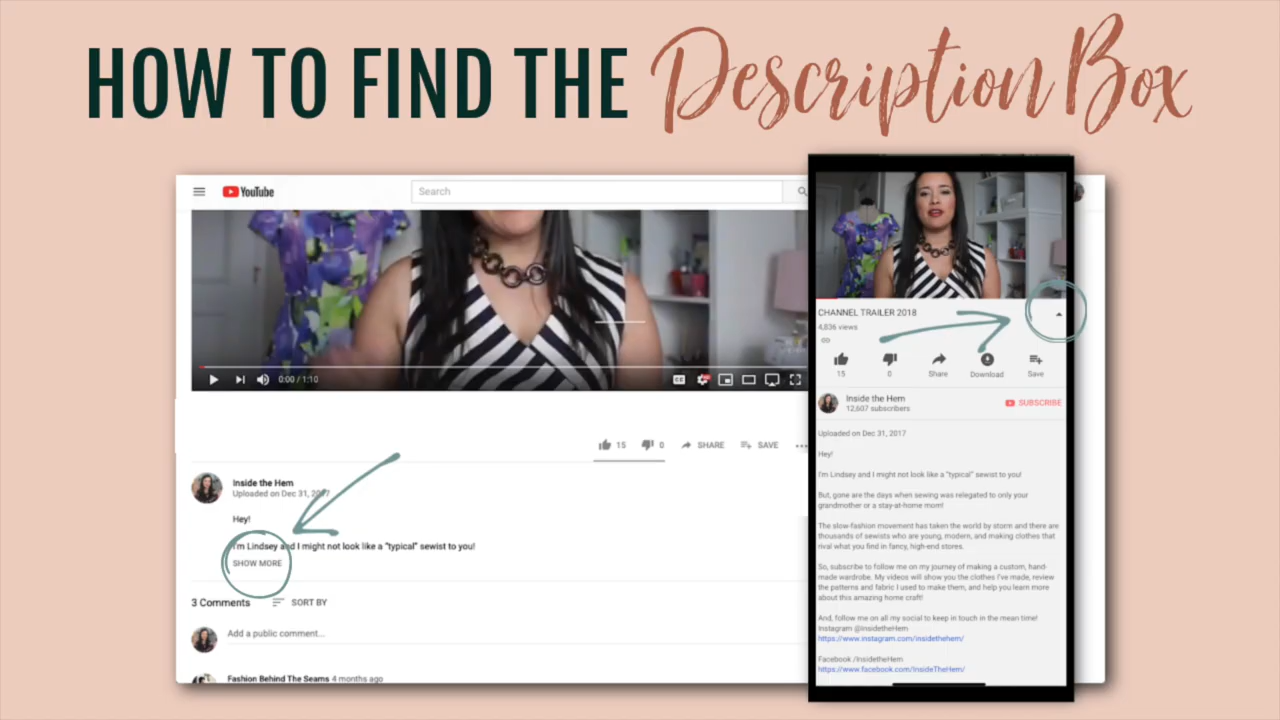 HOW TO FIND THE Description Box
YouTube
Search
0:00 / 1:10
CC
15
0
SHARE
SAVE
Inside the Hem
Uploaded on Dec 31, 2017
Hey!
I'm Lindsey and I might not look like a "typical" sewist to you!
SHOW MORE
3 Comments
SORT BY
Add a public comment...
Fashion Behind The Seams 4 months ago
CHANNEL TRAILER 2018
4,836 views
15
0
Share
Download
Save
Inside the Hem
12,607 subscribers
SUBSCRIBE
Uploaded on Dec 31, 2017
Hey!
I'm Lindsey and I might not look like a "typical" sewist to you!
But, gone are the days when sewing was relegated to only your
grandmother or a stay-at-home mom!
The slow-fashion movement has taken the world by storm and there are
thousands of sewists who are young, modern, and making clothes that
rival what you find in fancy, high-end stores.
So, subscribe to follow me on my journey of making a custom, hand-
made wardrobe. My videos will show you the clothes I've made, review
the patterns and fabric I used to make them, and help you learn more
about this amazing home craft!
And, follow me on all my social to keep in touch in the mean time!
Instagram @InsidetheHem
https://www.instagram.com/insidethehem/
Facebook /InsidetheHem
https://www.facebook.com/InsideTheHem/